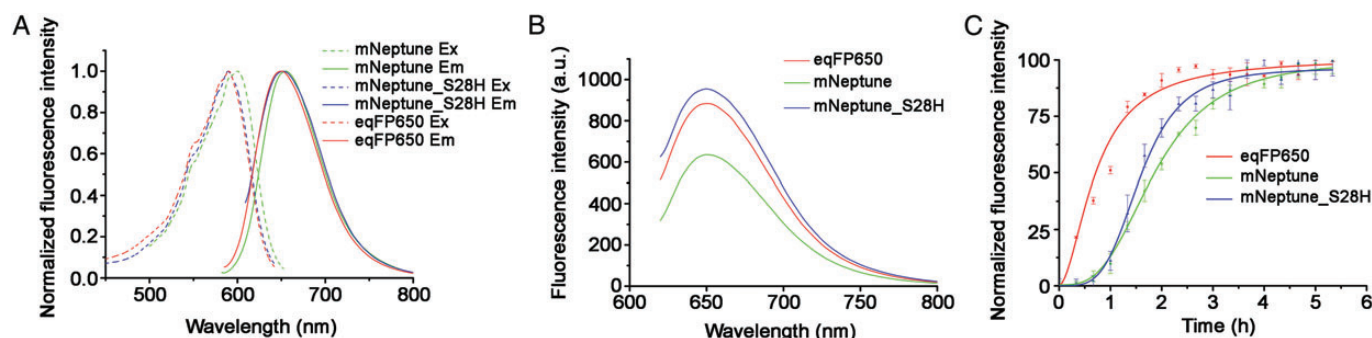 A
Normalized fluorescence intensity
1.0
0.8
0.6
0.4
0.2
0.0
500
600
700
800
Wavelength (nm)
mNeptune Ex
mNeptune Em
mNeptune_S28H Ex
mNeptune_S28H Em
eqFP650 Ex
eqFP650 Em
B
Fluorescence intensity (a.u.)
1000
800
600
400
200
0
600
650
700
750
800
Wavelength (nm)
eqFP650
mNeptune
mNeptune_S28H
C
Normalized fluorescence intensity
100
75
50
25
0
0
1
2
3
4
5
6
Time (h)
eqFP650
mNeptune
mNeptune_S28H